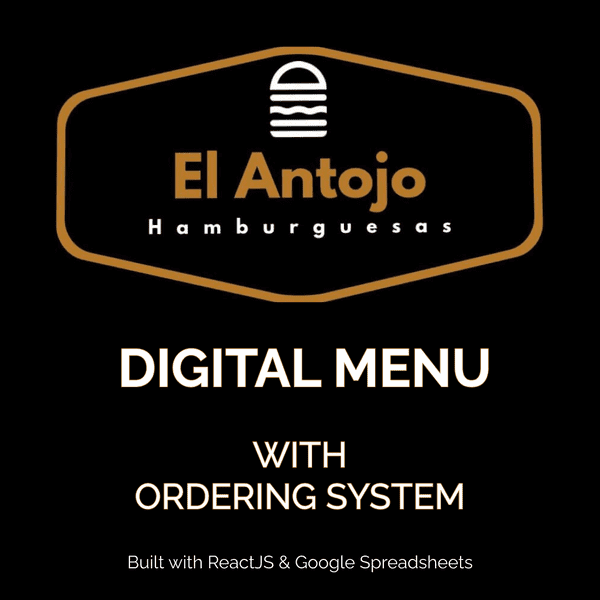 El Antojo
Hamburguesas
DIGITAL MENU
WITH
ORDERING SYSTEM
Built with ReactJS & Google Spreadsheets